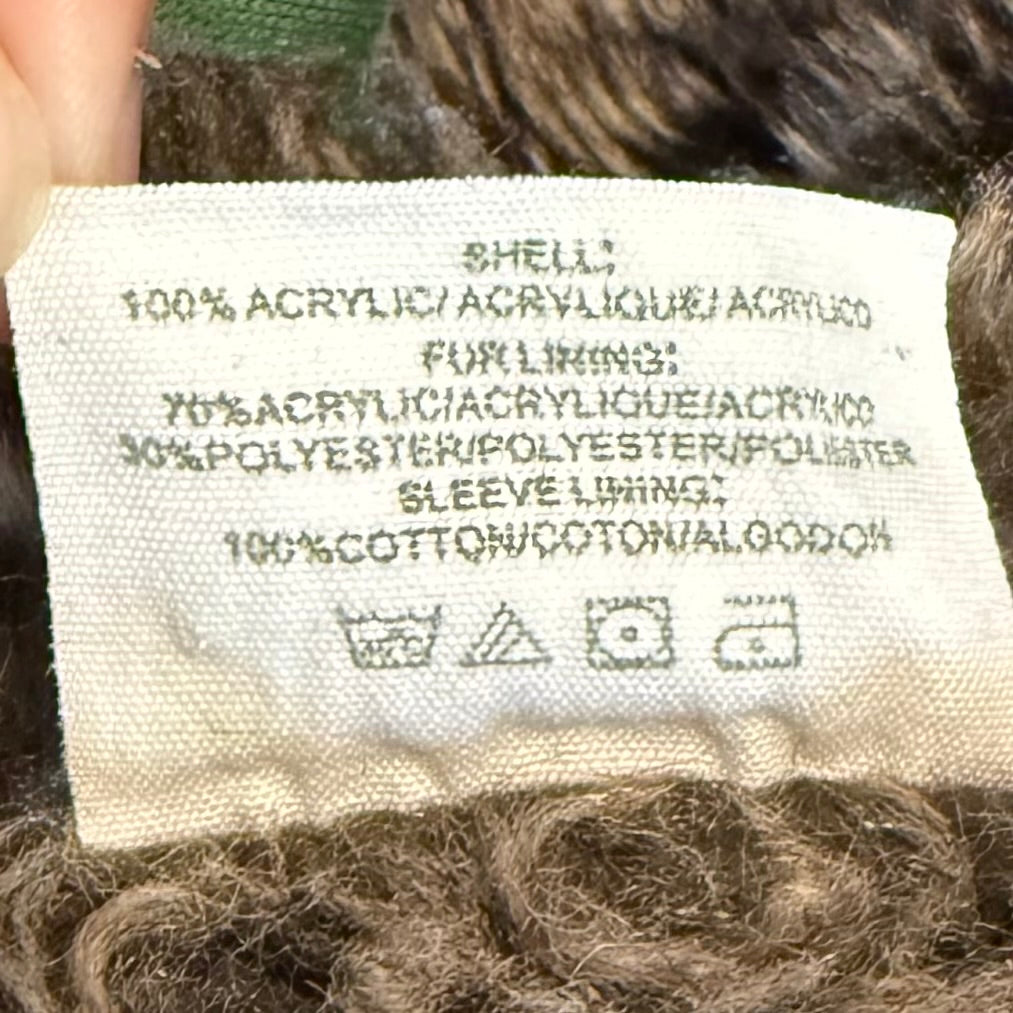 SHELL:
100% ACRYLIC/ACRYLIQUE/ACRYLICO
FUR LINING:
70%ACRYLIC/ACRYLIQUE/ACRYLICO
30%POLYESTER/POLYESTER/POLIESTER
SLEEVE LINING:
100%COTTON/COTON/ALGODON